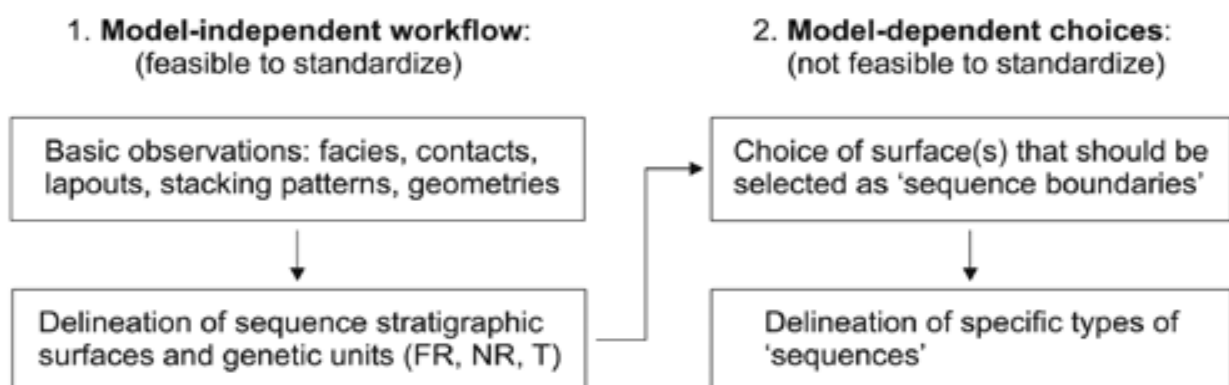 1. Model-independent workflow:
(feasible to standardize)
Basic observations: facies, contacts,
lapouts, stacking patterns, geometries
Delineation of sequence stratigraphic
surfaces and genetic units (FR, NR, T)
2. Model-dependent choices:
(not feasible to standardize)
Choice of surface(s) that should be
selected as ‘sequence boundaries’
Delineation of specific types of
‘sequences’